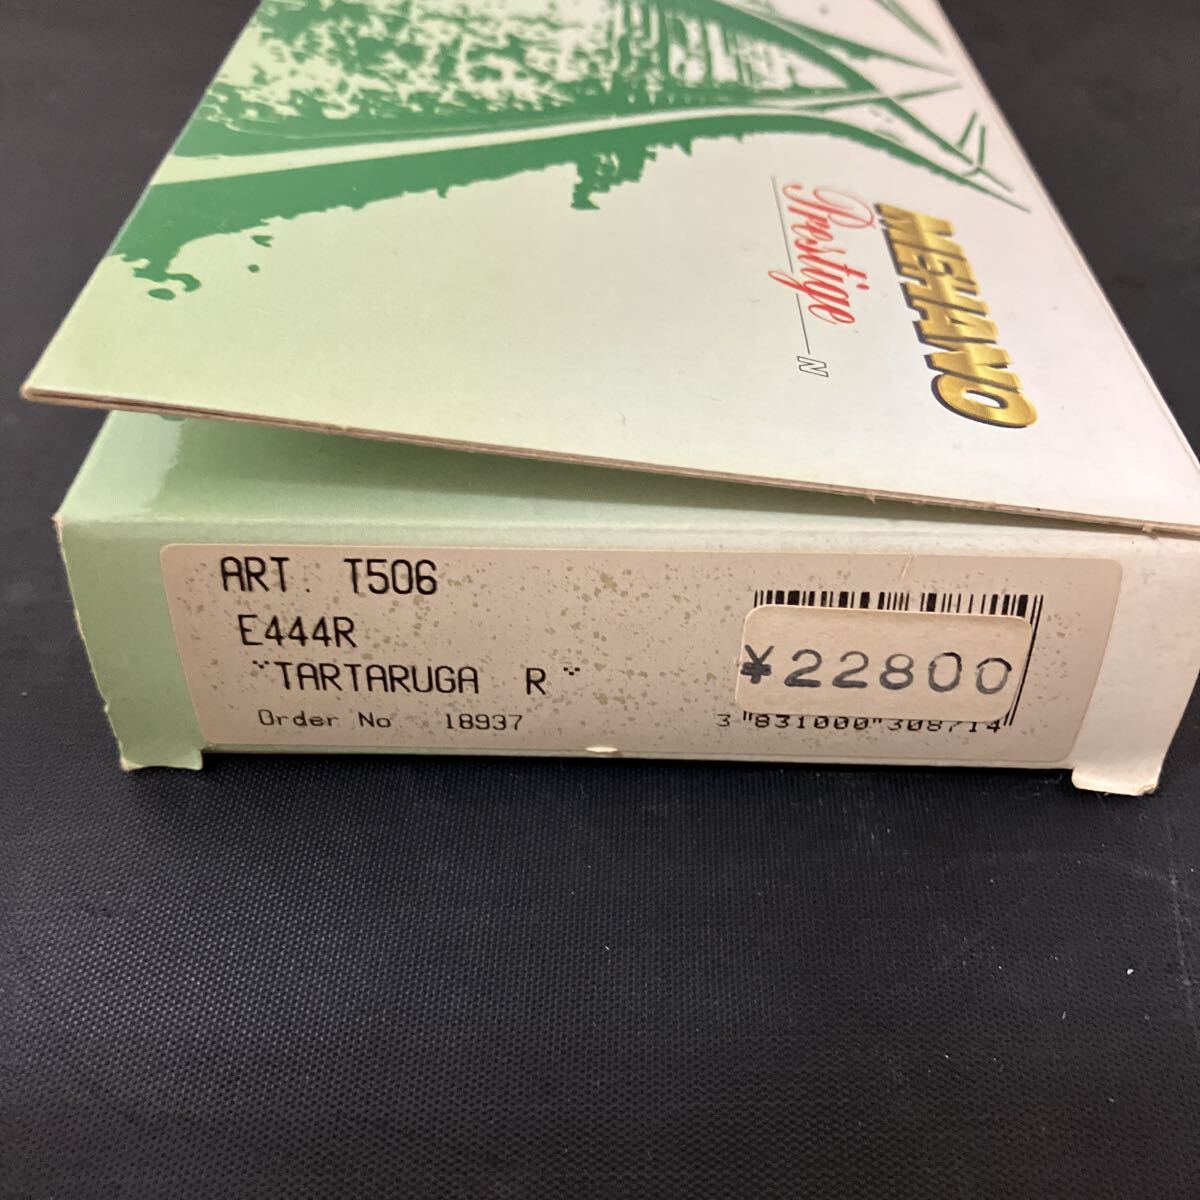 MEHANO
Prestige N
ART. T506
E444R
"TARTARUGA R"
Order No 18937
¥22800
3 "831000"308714